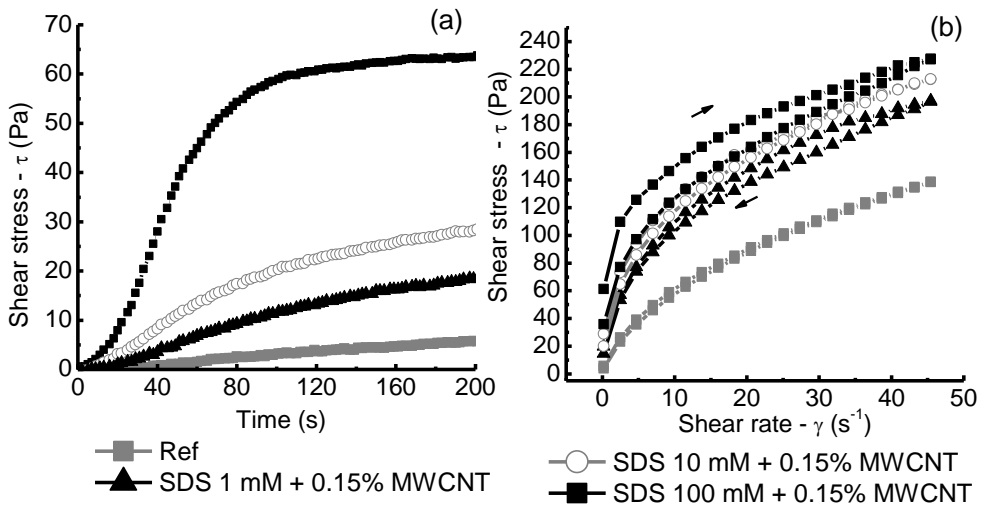 (a)
70
60
50
40
30
20
10
0
Shear stress - τ (Pa)
0 40 80 120 160 200
Time (s)
(b)
240
220
200
180
160
140
120
100
80
60
40
20
0
Shear stress - τ (Pa)
0 10 20 30 40 50
Shear rate - γ (s⁻¹)
Ref
SDS 1 mM + 0.15% MWCNT
SDS 10 mM + 0.15% MWCNT
SDS 100 mM + 0.15% MWCNT